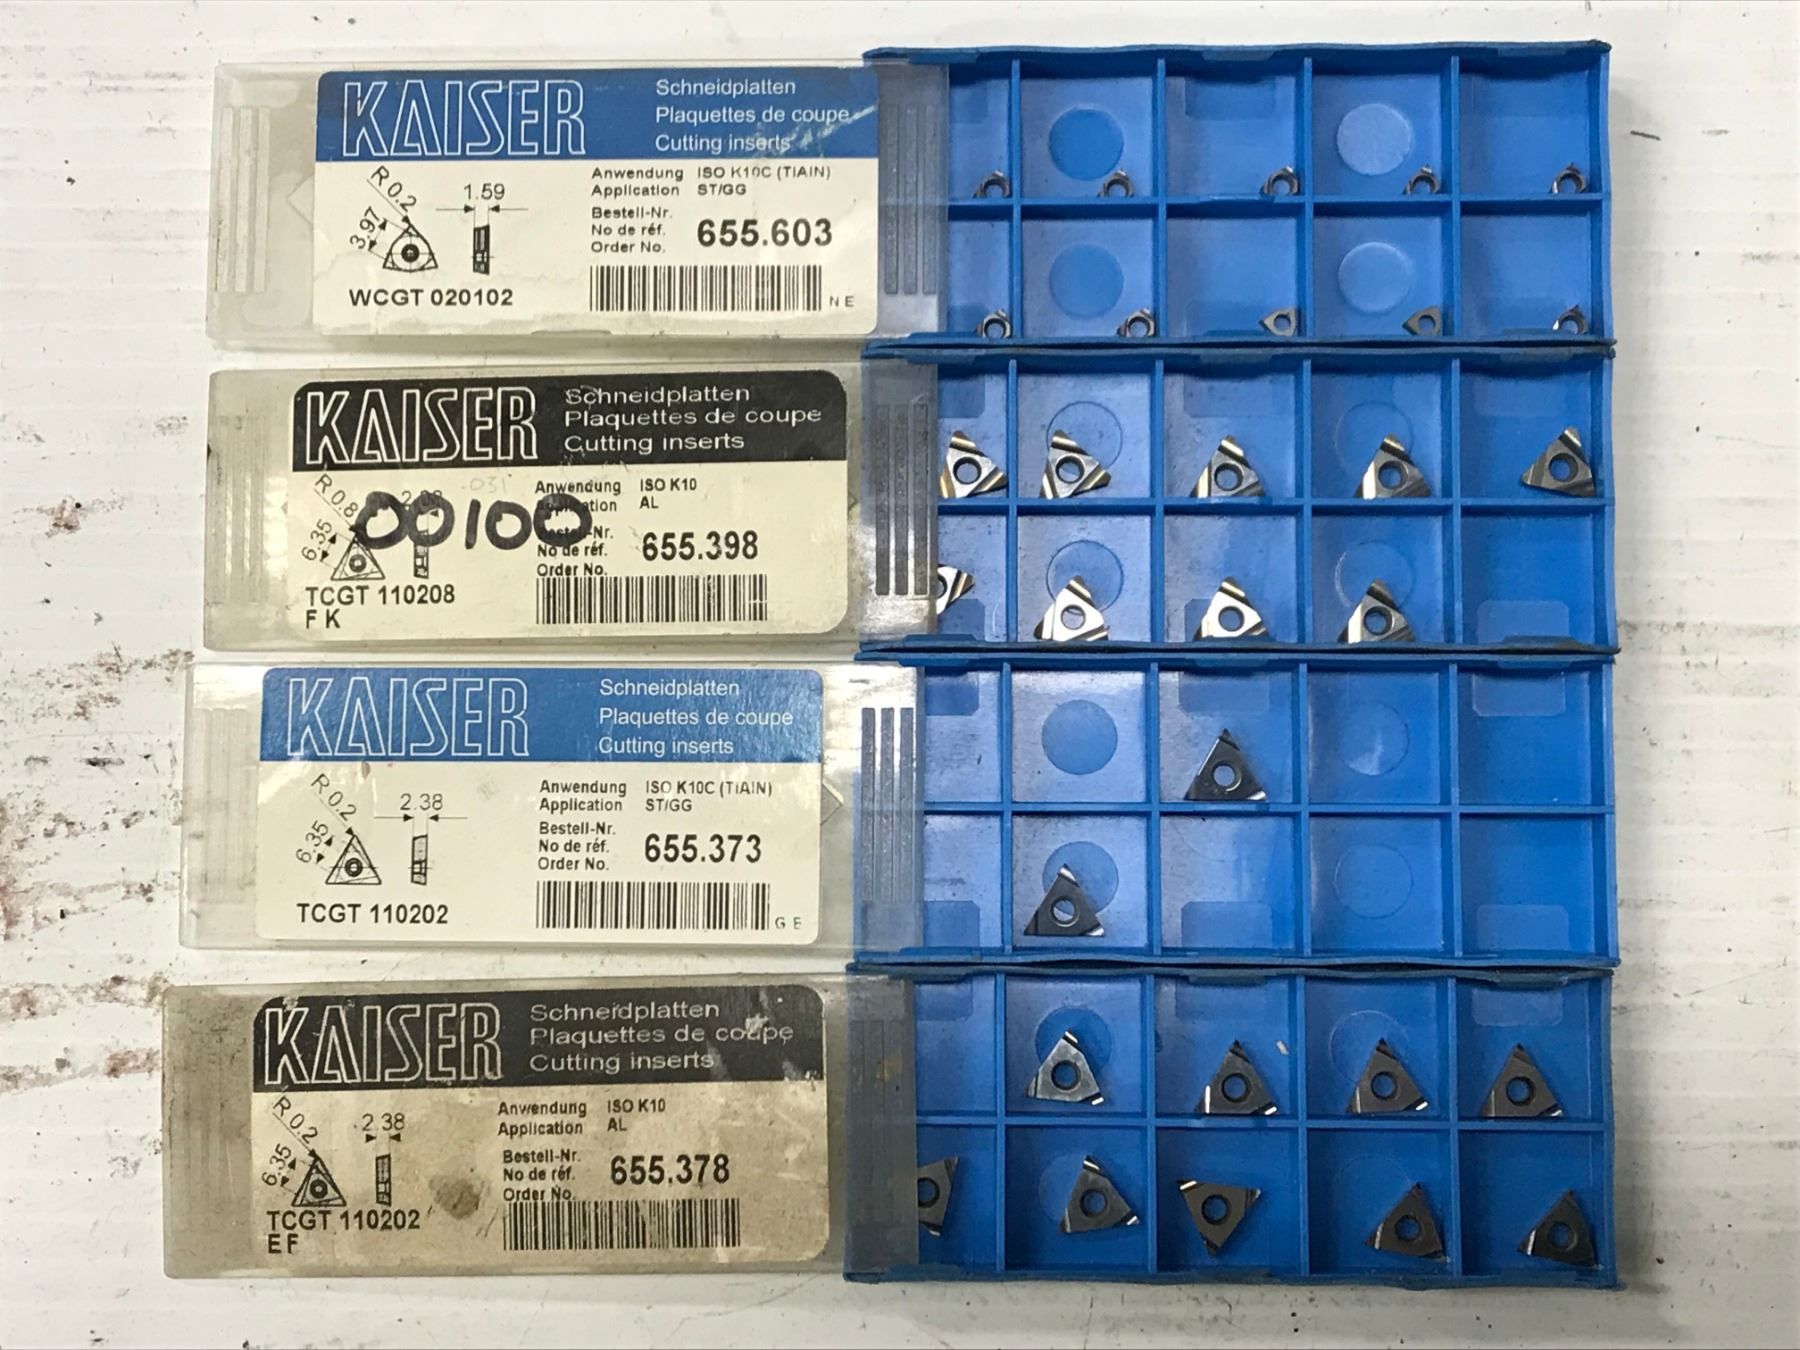 KAISER
Schneidplatten
Plaquettes de coupe
Cutting inserts
R 0.2
3.97
1.59
WCGT 020102
Anwendung ISO K10C (TiAlN)
Application ST/GG
Bestell-Nr.
No de réf.
Order No.
655.603
N E
KAISER
Schneidplatten
Plaquettes de coupe
Cutting inserts
R 0.8
6.35
.031
00100
TCGT 110208
F K
Anwendung ISO K10
AL
No de réf.
Order No.
655.398
KAISER
Schneidplatten
Plaquettes de coupe
Cutting inserts
R 0.2
6.35
2.38
TCGT 110202
Anwendung ISO K10C (TiAlN)
Application ST/GG
Bestell-Nr.
No de réf.
Order No.
655.373
G E
KAISER
Schneidplatten
Plaquettes de coupe
Cutting inserts
R 0.2
6.35
2.38
TCGT 110202
E F
Anwendung ISO K10
Application AL
Bestell-Nr.
No de réf.
Order No.
655.378